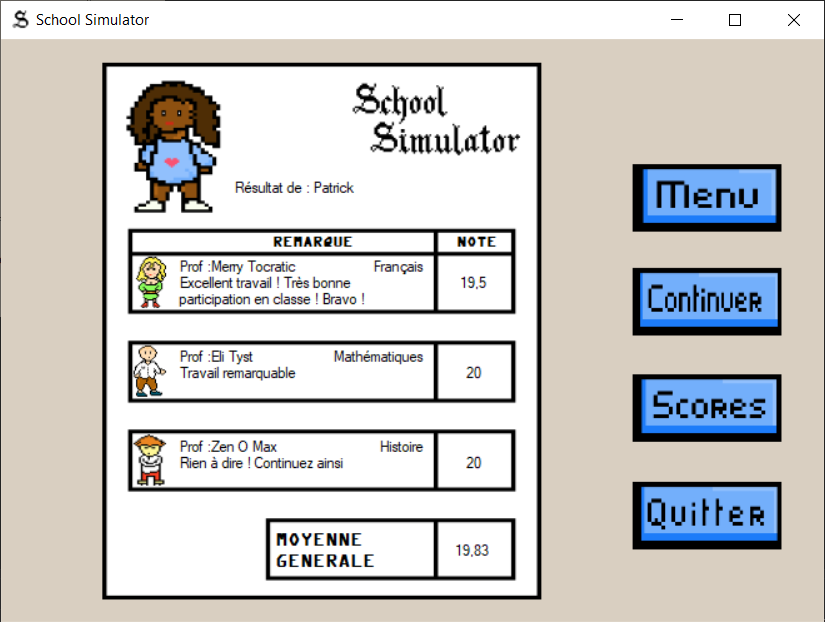 School Simulator
School
Simulator
Résultat de : Patrick
REMARQUE NOTE
Prof :Merry Tocratic Français
Excellent travail ! Très bonne
participation en classe ! Bravo !
19,5
Prof :Eli Tyst Mathématiques
Travail remarquable
20
Prof :Zen O Max Histoire
Rien à dire ! Continuez ainsi
20
MOYENNE
GENERALE
19,83
Menu
Continuer
Scores
Quitter